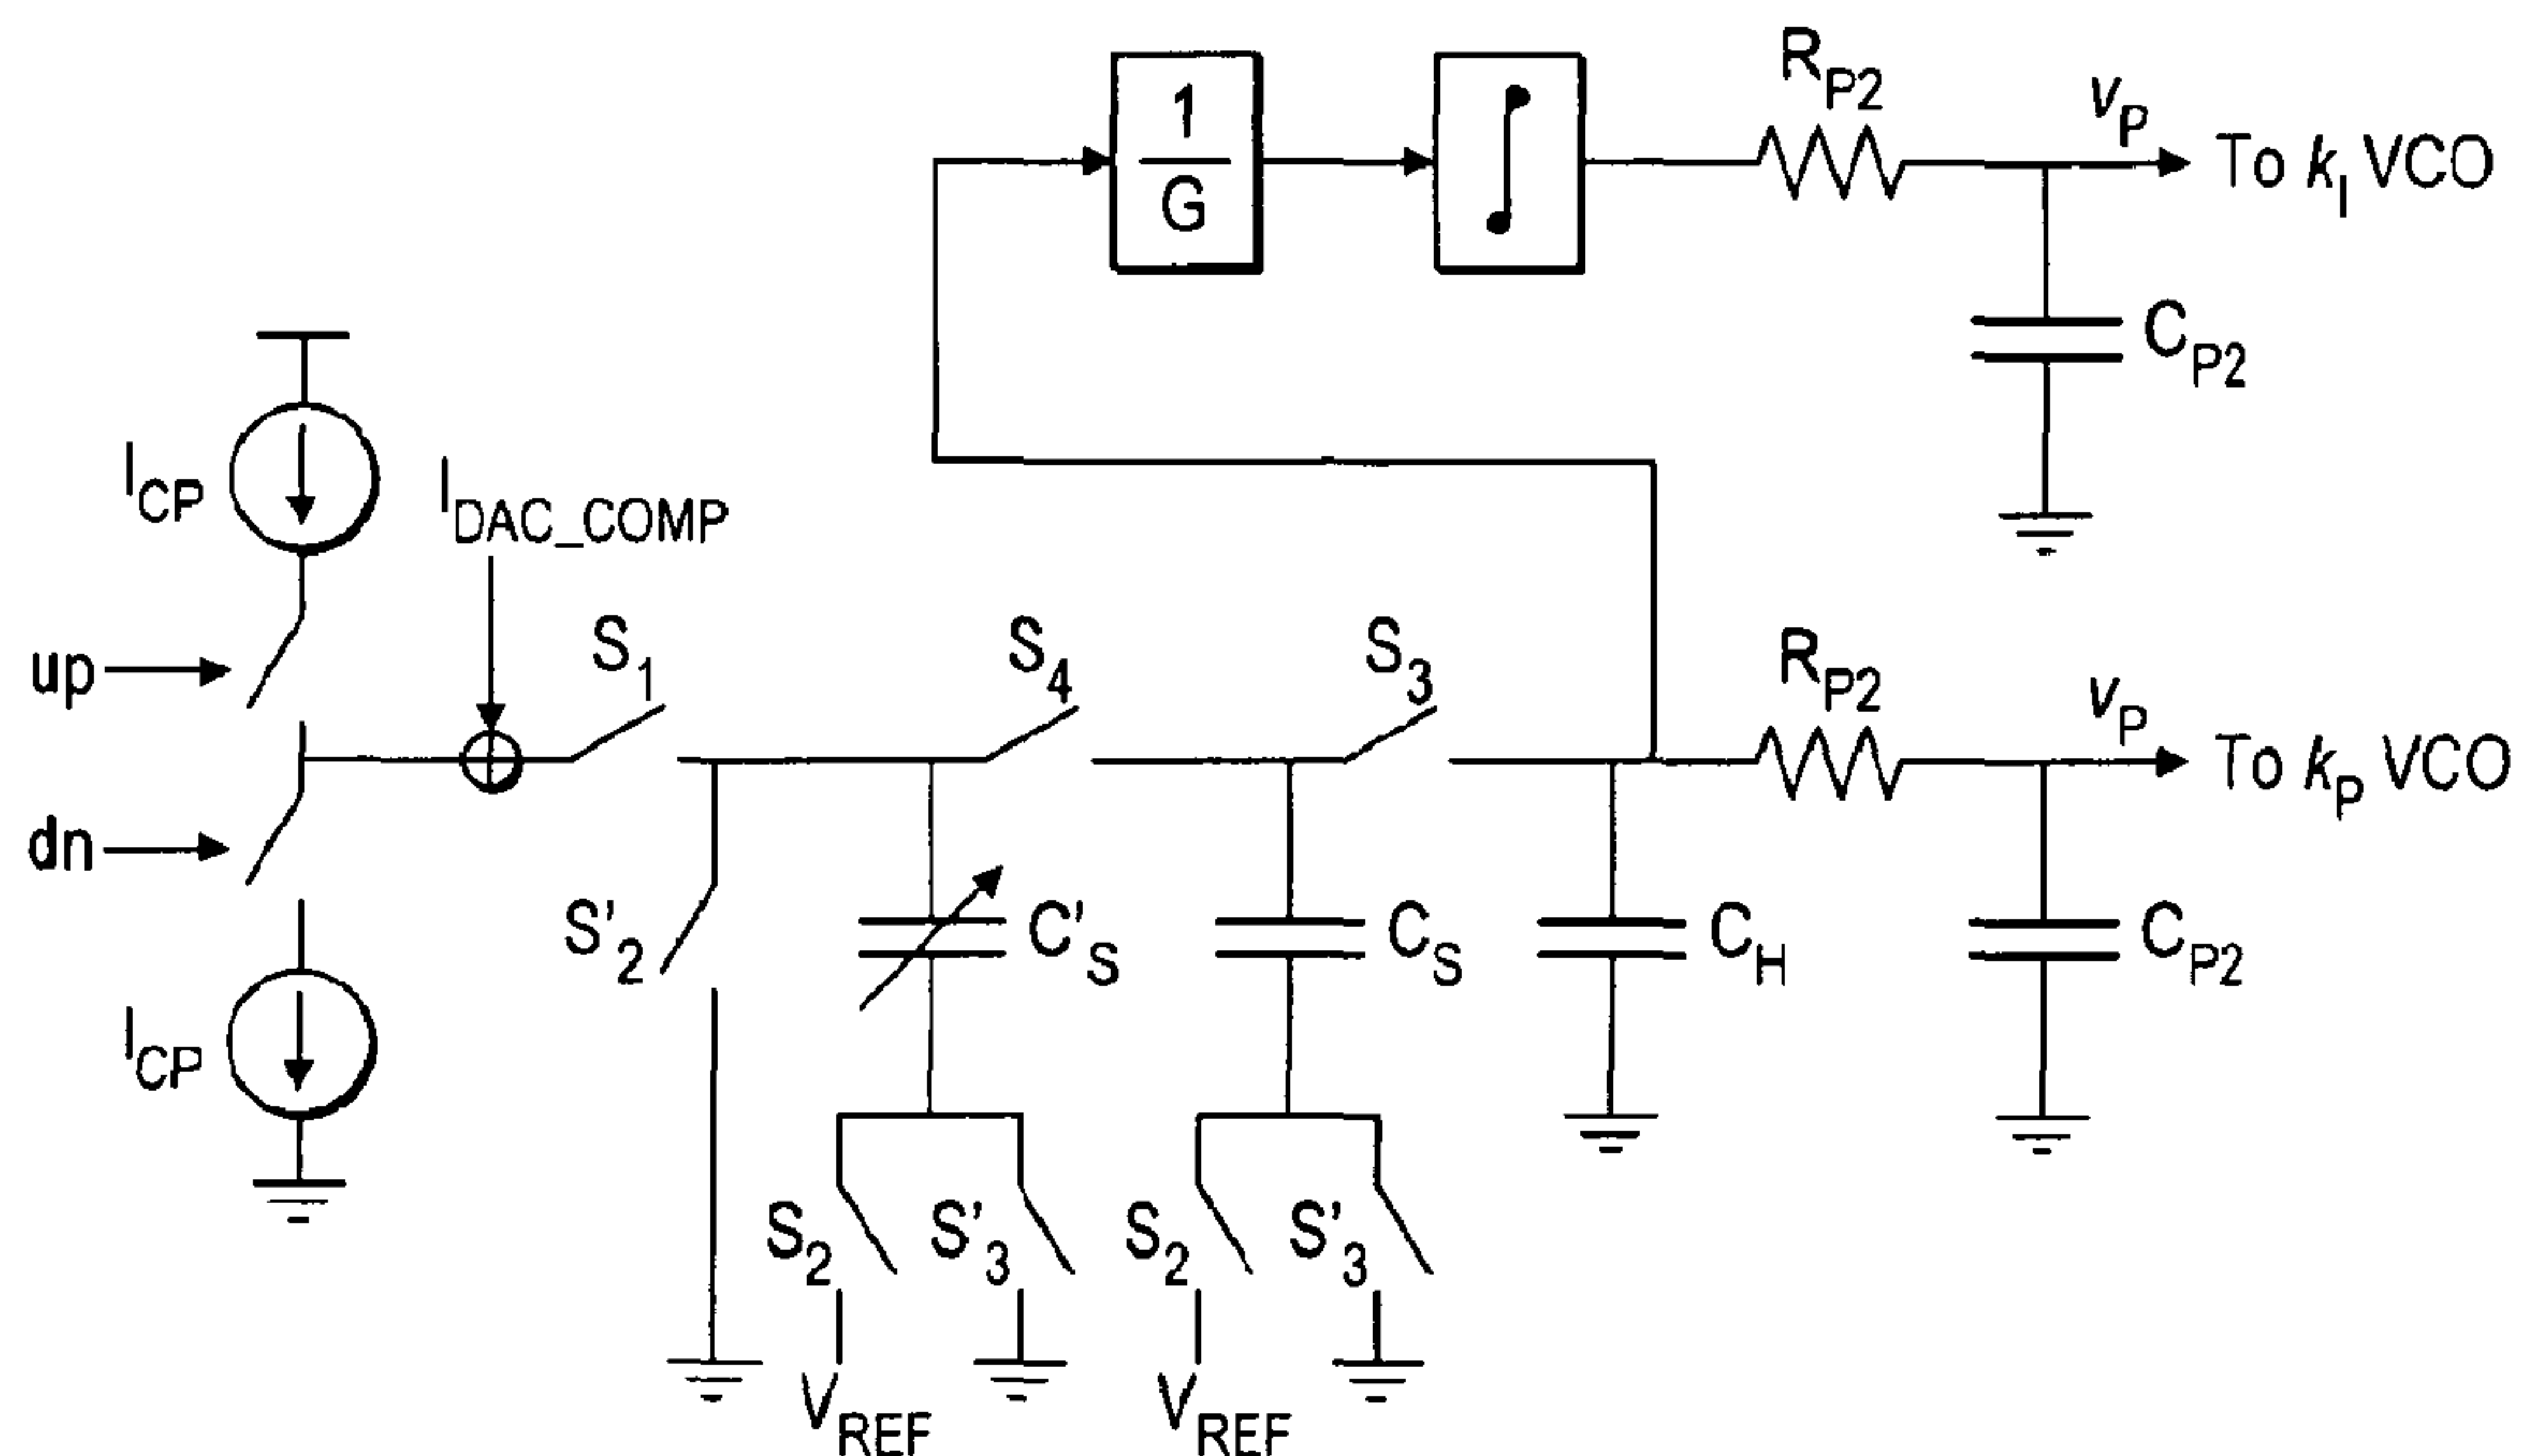 R_P2
1/G
∫
v_P
To k_I VCO
C_P2
I_CP
I_DAC_COMP
up
S_1
S_4
S_3
R_P2
v_P
To k_P VCO
dn
S'_2
C'_S
C_S
C_H
C_P2
I_CP
S_2
S'_3
S_2
S'_3
V_REF
V_REF